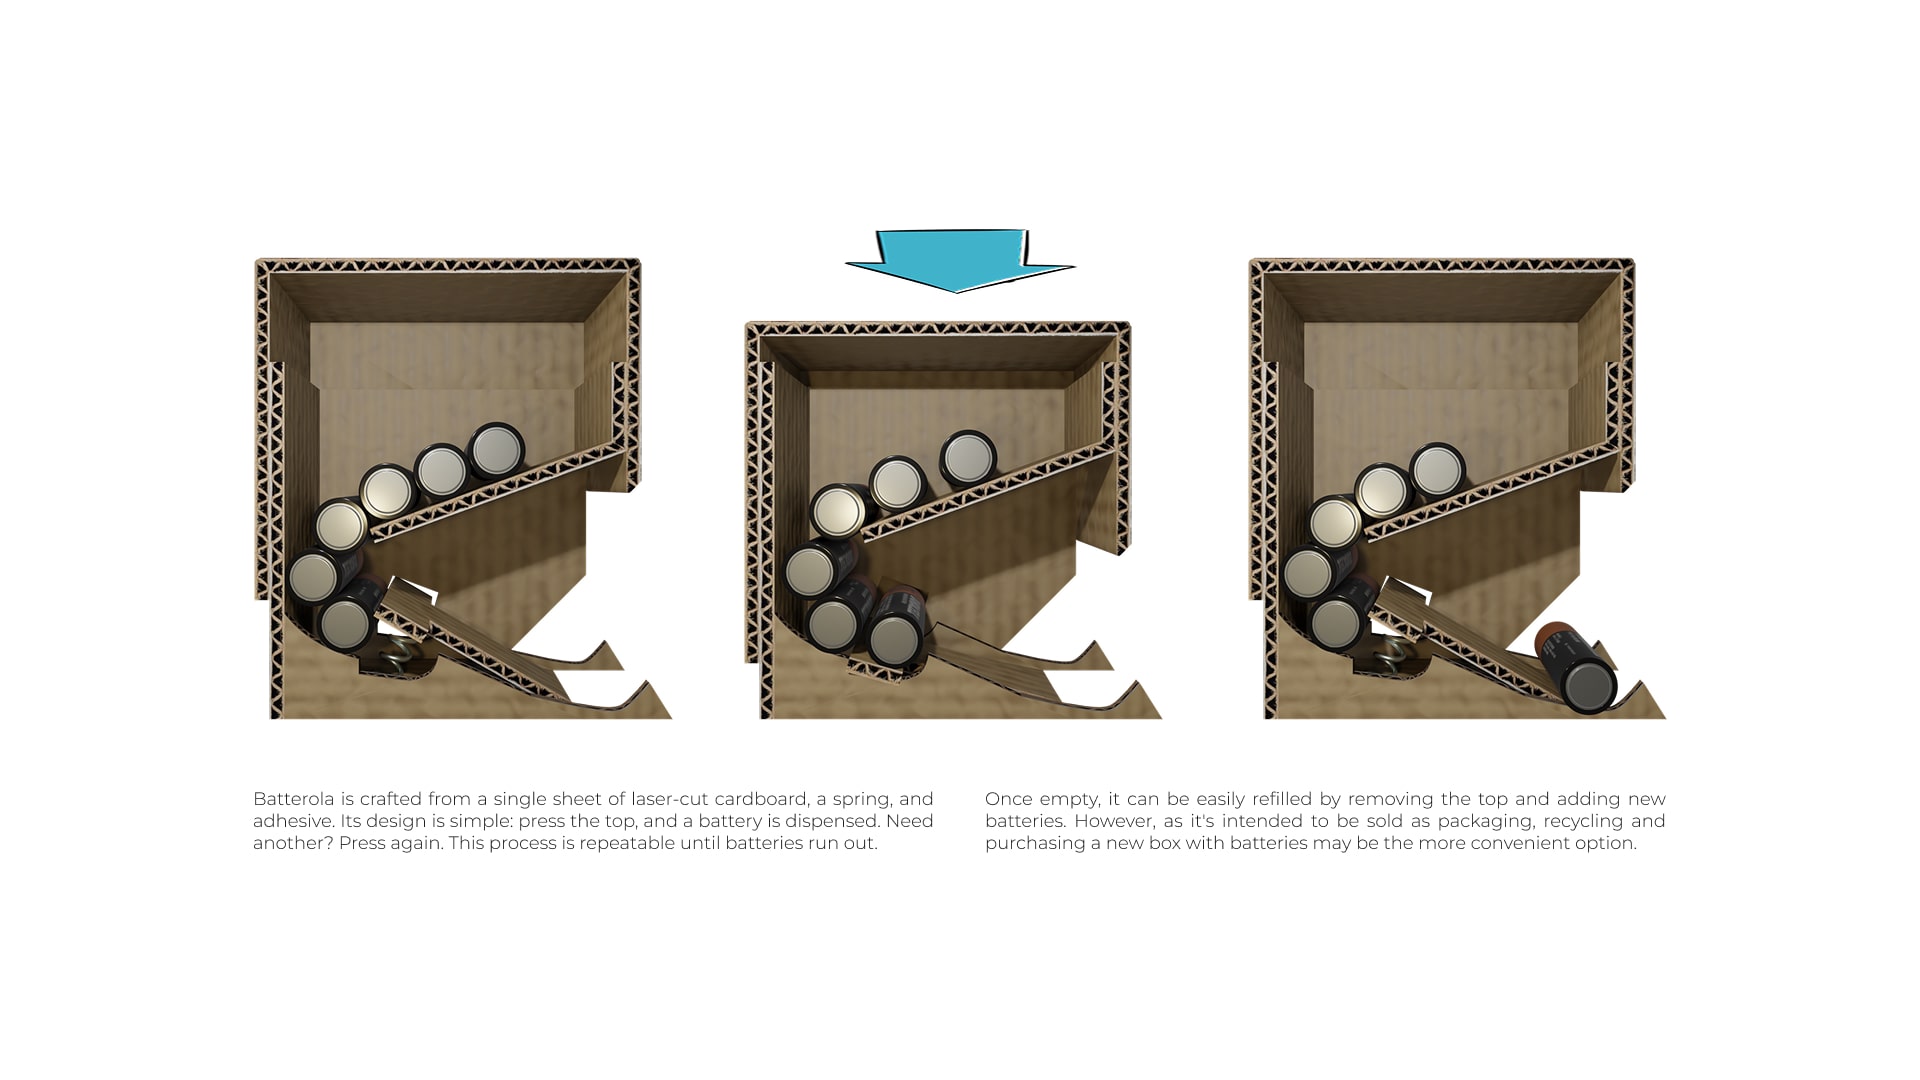 Batterola is crafted from a single sheet of laser-cut cardboard, a spring, and
adhesive. Its design is simple: press the top, and a battery is dispensed. Need
another? Press again. This process is repeatable until batteries run out.
Once empty, it can be easily refilled by removing the top and adding new
batteries. However, as it's intended to be sold as packaging, recycling and
purchasing a new box with batteries may be the more convenient option.